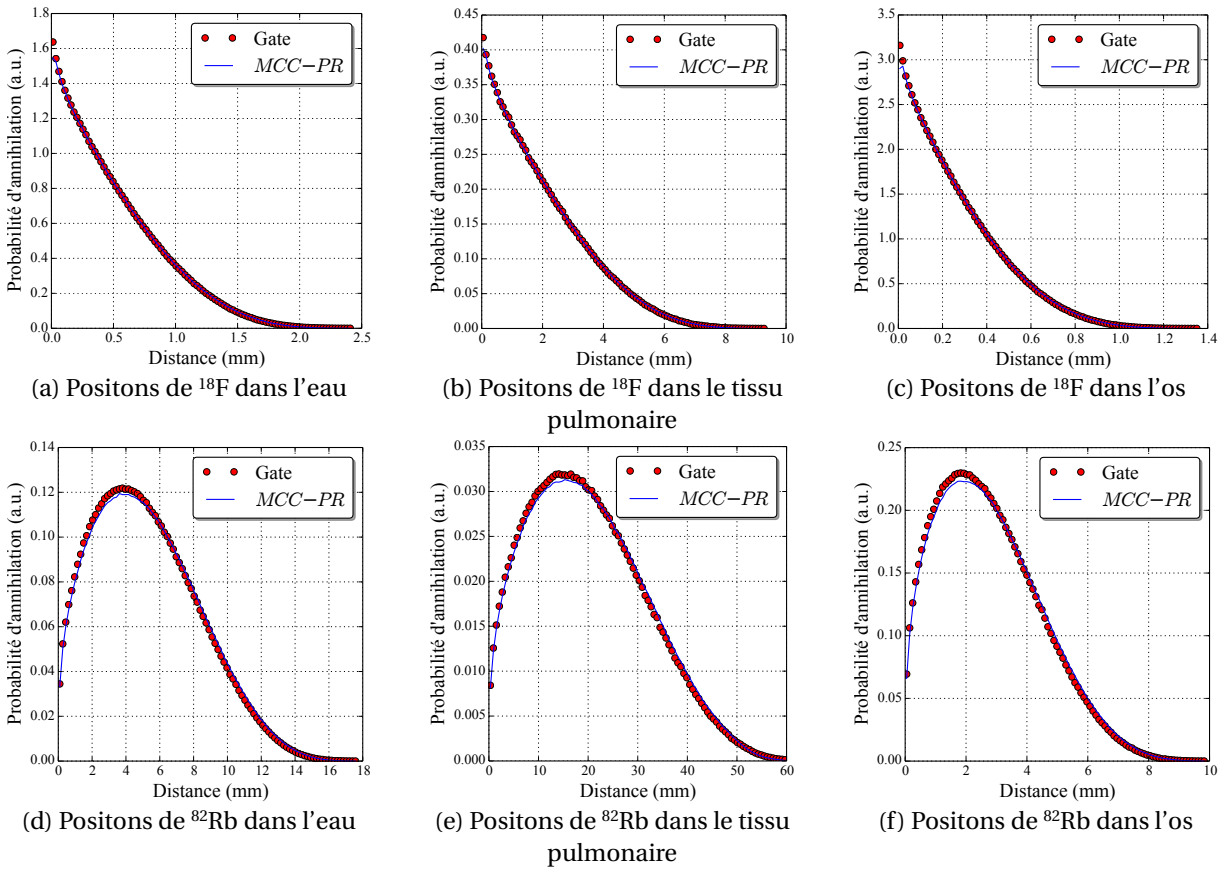 Probabilité d'annihilation (a.u.)
1.8
1.6
1.4
1.2
1.0
0.8
0.6
0.4
0.2
0.0
0.0 0.5 1.0 1.5 2.0 2.5
Distance (mm)
Gate
MCC−PR
(a) Positons de ¹⁸F dans l'eau
Probabilité d'annihilation (a.u.)
0.45
0.40
0.35
0.30
0.25
0.20
0.15
0.10
0.05
0.00
0 2 4 6 8 10
Distance (mm)
Gate
MCC−PR
(b) Positons de ¹⁸F dans le tissu
pulmonaire
Probabilité d'annihilation (a.u.)
3.5
3.0
2.5
2.0
1.5
1.0
0.5
0.0
0.0 0.2 0.4 0.6 0.8 1.0 1.2 1.4
Distance (mm)
Gate
MCC−PR
(c) Positons de ¹⁸F dans l'os
Probabilité d'annihilation (a.u.)
0.14
0.12
0.10
0.08
0.06
0.04
0.02
0.00
0 2 4 6 8 10 12 14 16 18
Distance (mm)
Gate
MCC−PR
(d) Positons de ⁸²Rb dans l'eau
Probabilité d'annihilation (a.u.)
0.035
0.030
0.025
0.020
0.015
0.010
0.005
0.000
0 10 20 30 40 50 60
Distance (mm)
Gate
MCC−PR
(e) Positons de ⁸²Rb dans le tissu
pulmonaire
Probabilité d'annihilation (a.u.)
0.25
0.20
0.15
0.10
0.05
0.00
0 2 4 6 8 10
Distance (mm)
Gate
MCC−PR
(f) Positons de ⁸²Rb dans l'os